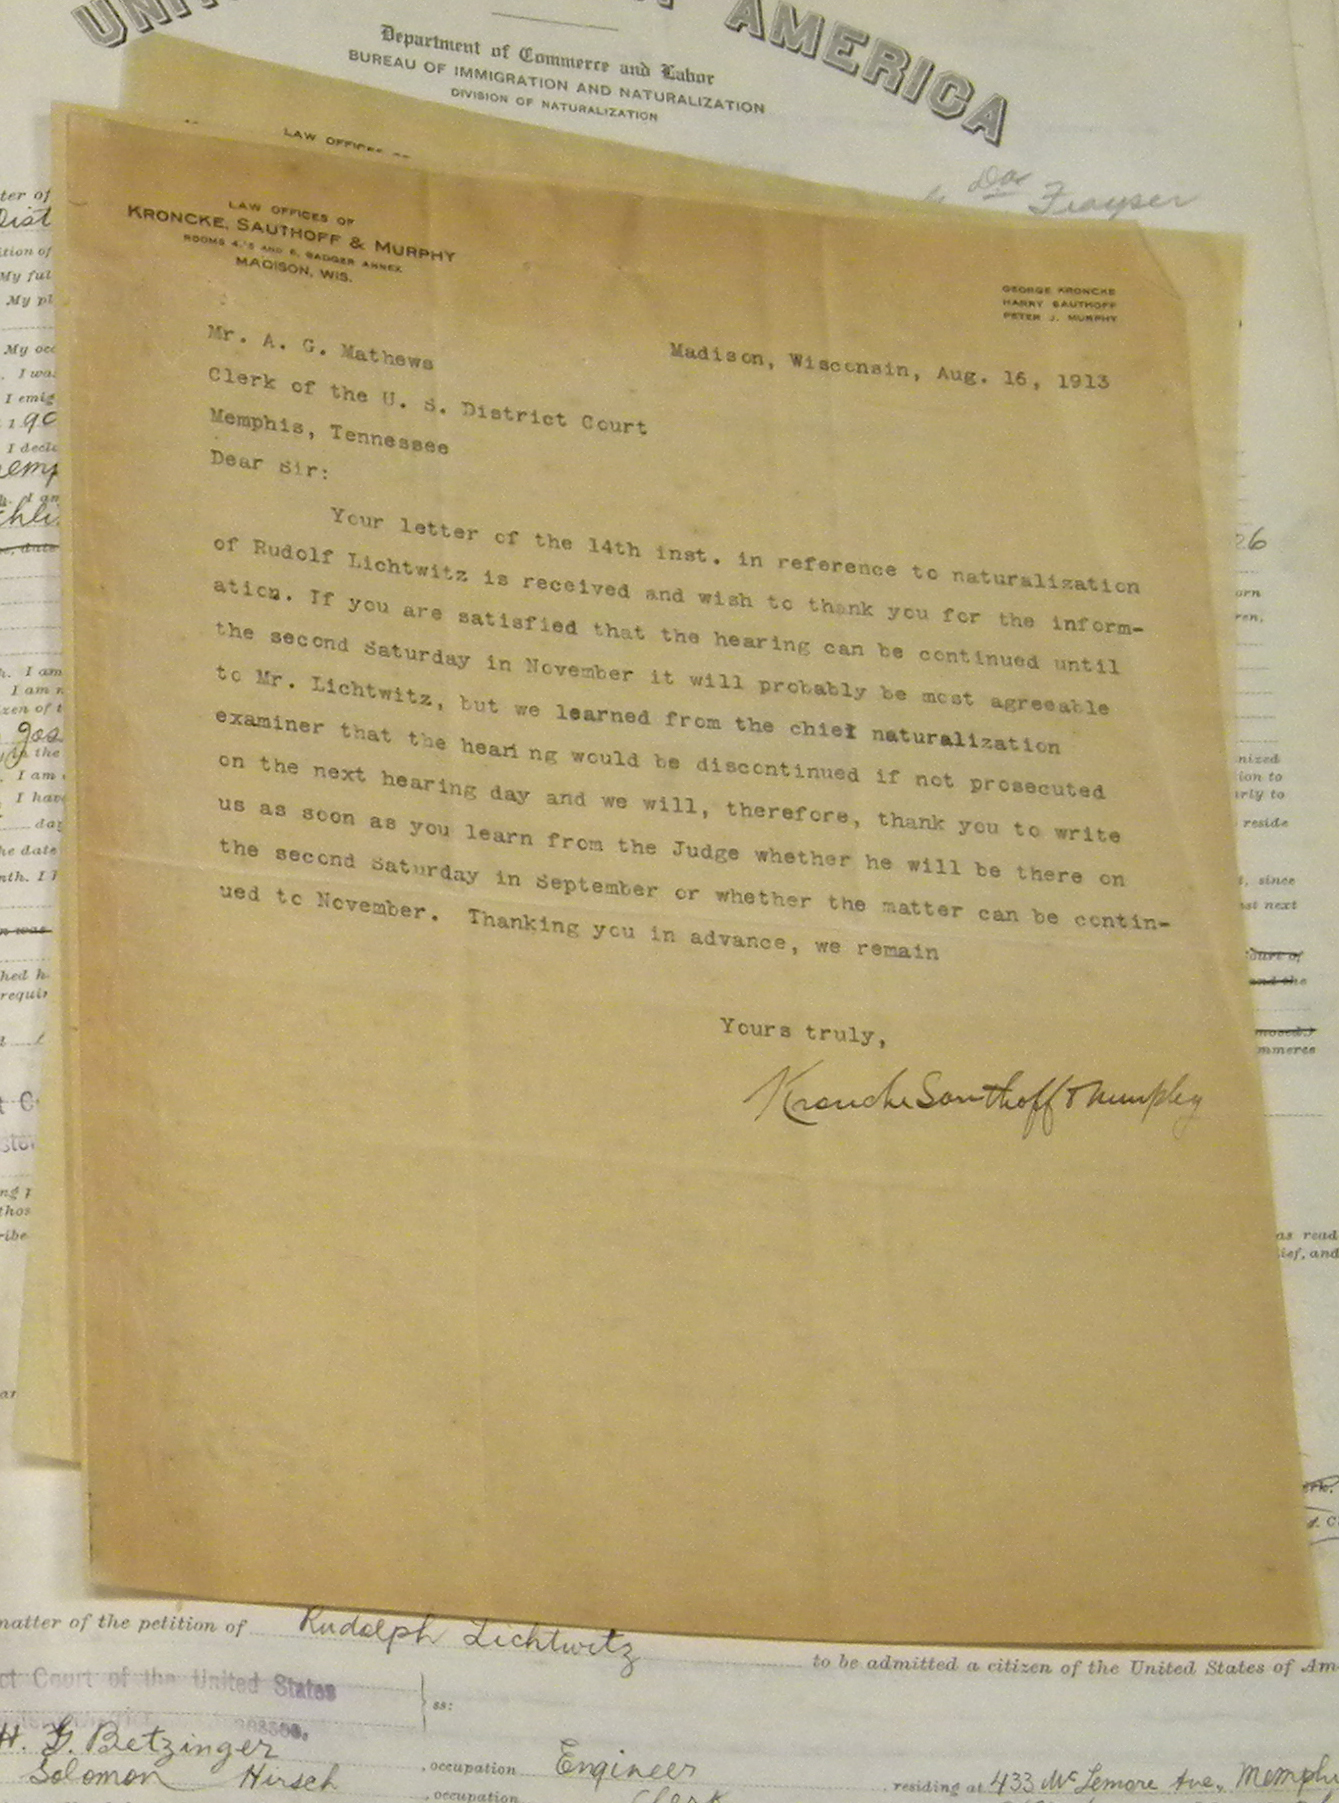 AMERICA
Department of Commerce and Labor
BUREAU OF IMMIGRATION AND NATURALIZATION
DIVISION OF NATURALIZATION
LAW OFFICES OF
Frayser
LAW OFFICES OF
KRONCKE, SAUTHOFF & MURPHY
ROOMS 4, 5 AND 6, BADGER ANNEX
MADISON, WIS.
GEORGE KRONCKE
HARRY SAUTHOFF
PETER J. MURPHY
Madison, Wisconsin, Aug. 16, 1913
Mr. A. G. Mathews
Clerk of the U. S. District Court
Memphis, Tennessee
Dear Sir:
Your letter of the 14th inst. in reference to naturalization
of Rudolf Lichtwitz is received and wish to thank you for the inform-
ation. If you are satisfied that the hearing can be continued until
the second Saturday in November it will probably be most agreeable
to Mr. Lichtwitz, but we learned from the chief naturalization
examiner that the heari ng would be discontinued if not prosecuted
on the next hearing day and we will, therefore, thank you to write
us as soon as you learn from the Judge whether he will be there on
the second Saturday in September or whether the matter can be contin-
ued to November. Thanking you in advance, we remain
Yours truly,
Kroncke Sauthoff & Murphy
matter of the petition of Rudolph Lichtwitz to be admitted a citizen of the United States of Am
ct Court of the United States
ss:
H. G. Betzinger , occupation Engineer , residing at 433 McLemore Ave., Memphi
Solomon Hirsch , occupation Clerk